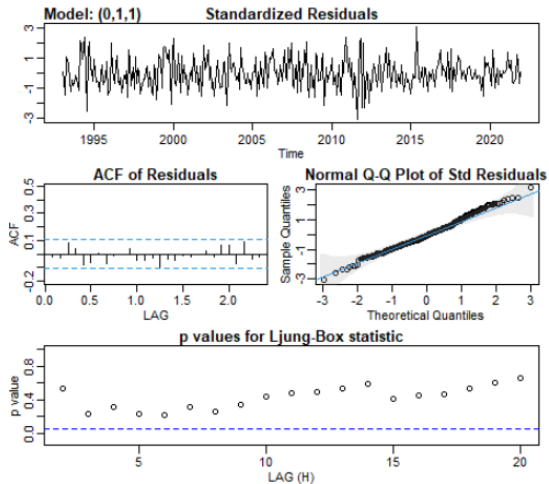 Model: (0,1,1) Standardized Residuals
3
1
-1
-3
1995 2000 2005 2010 2015 2020
Time
ACF of Residuals
ACF
0.5
0.1
-0.2
0.0 0.5 1.0 1.5 2.0
LAG
Normal Q-Q Plot of Std Residuals
Sample Quantiles
3
1
-1
-3
-3 -2 -1 0 1 2 3
Theoretical Quantiles
p values for Ljung-Box statistic
p value
0.8
0.4
0.0
5 10 15 20
LAG (H)